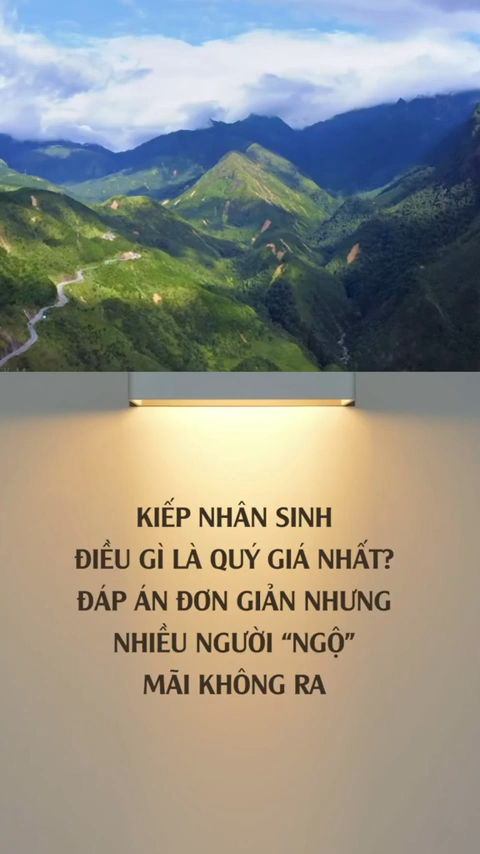 KIẾP NHÂN SINH
ĐIỀU GÌ LÀ QUÝ GIÁ NHẤT?
ĐÁP ÁN ĐƠN GIẢN NHƯNG
NHIỀU NGƯỜI “NGỘ”
MÃI KHÔNG RA